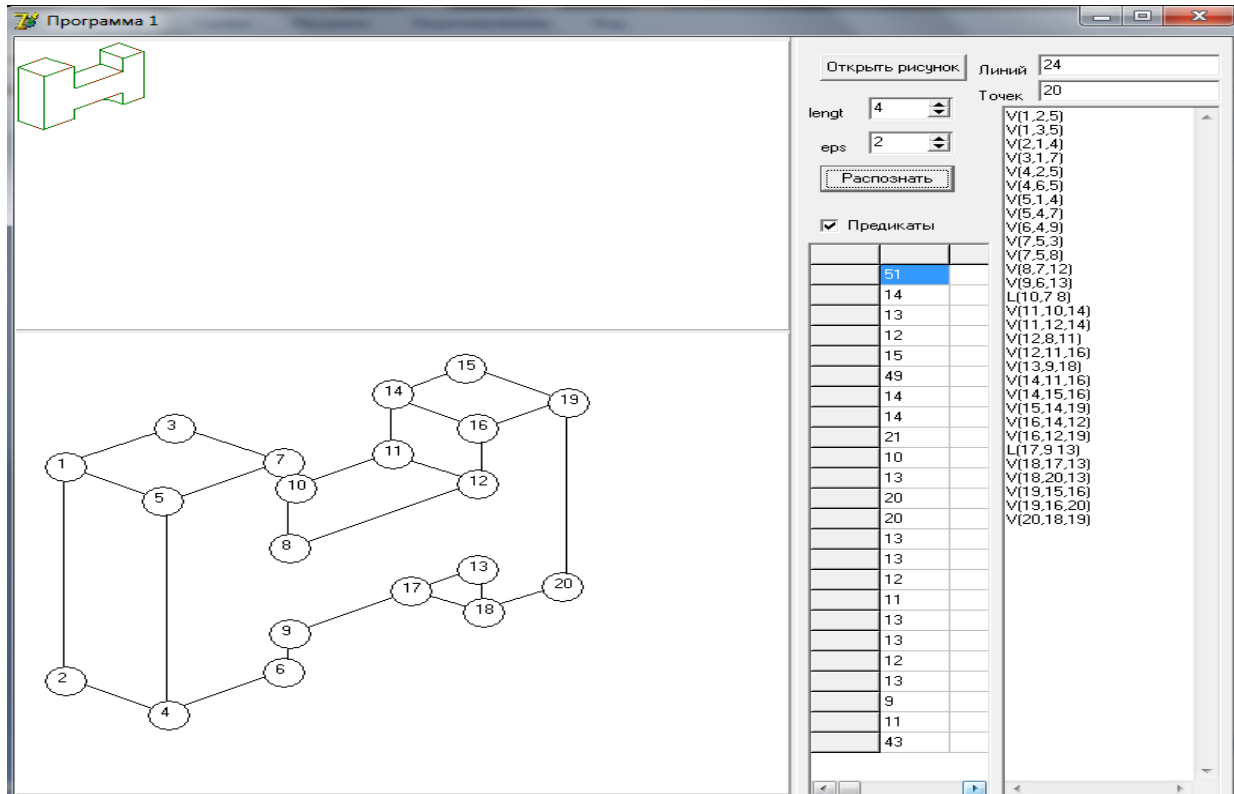 Программа 1
Открыть рисунок
Линий 24
Точек 20
lengt 4
eps 2
Распознать
Предикаты
51
14
13
12
15
49
14
14
21
10
13
20
20
13
13
12
11
13
13
12
13
9
11
43
V(1,2,5)
V(1,3,5)
V(2,1,4)
V(3,1,7)
V(4,2,5)
V(4,6,5)
V(5,1,4)
V(5,4,7)
V(6,4,9)
V(7,5,3)
V(7,5,8)
V(8,7,12)
V(9,6,13)
L(10,7 8)
V(11,10,14)
V(11,12,14)
V(12,8,11)
V(12,11,16)
V(13,9,18)
V(14,11,16)
V(14,15,16)
V(15,14,19)
V(16,14,12)
V(16,12,19)
L(17,9 13)
V(18,17,13)
V(18,20,13)
V(19,15,16)
V(19,16,20)
V(20,18,19)
15
14
19
3
16
11
7
1
12
10
5
8
13
20
17
18
9
6
2
4